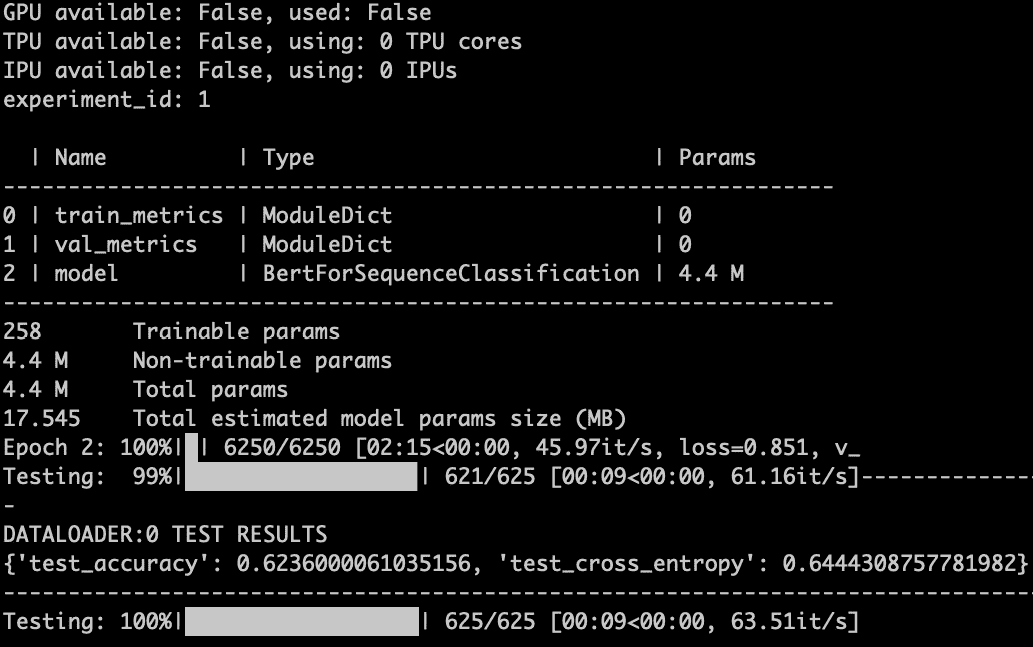 GPU available: False, used: False
TPU available: False, using: 0 TPU cores
IPU available: False, using: 0 IPUs
experiment_id: 1
  | Name          | Type                          | Params
----------------------------------------------------------------
0 | train_metrics | ModuleDict                    | 0
1 | val_metrics   | ModuleDict                    | 0
2 | model         | BertForSequenceClassification | 4.4 M
----------------------------------------------------------------
258       Trainable params
4.4 M     Non-trainable params
4.4 M     Total params
17.545    Total estimated model params size (MB)
Epoch 2: 100%|█| 6250/6250 [02:15<00:00, 45.97it/s, loss=0.851, v_
Testing:  99%|█████████████████▉| 621/625 [00:09<00:00, 61.16it/s]-------------
-
DATALOADER:0 TEST RESULTS
{'test_accuracy': 0.6236000061035156, 'test_cross_entropy': 0.6444308757781982}
--------------------------------------------------------------------------------
Testing: 100%|██████████████████| 625/625 [00:09<00:00, 63.51it/s]